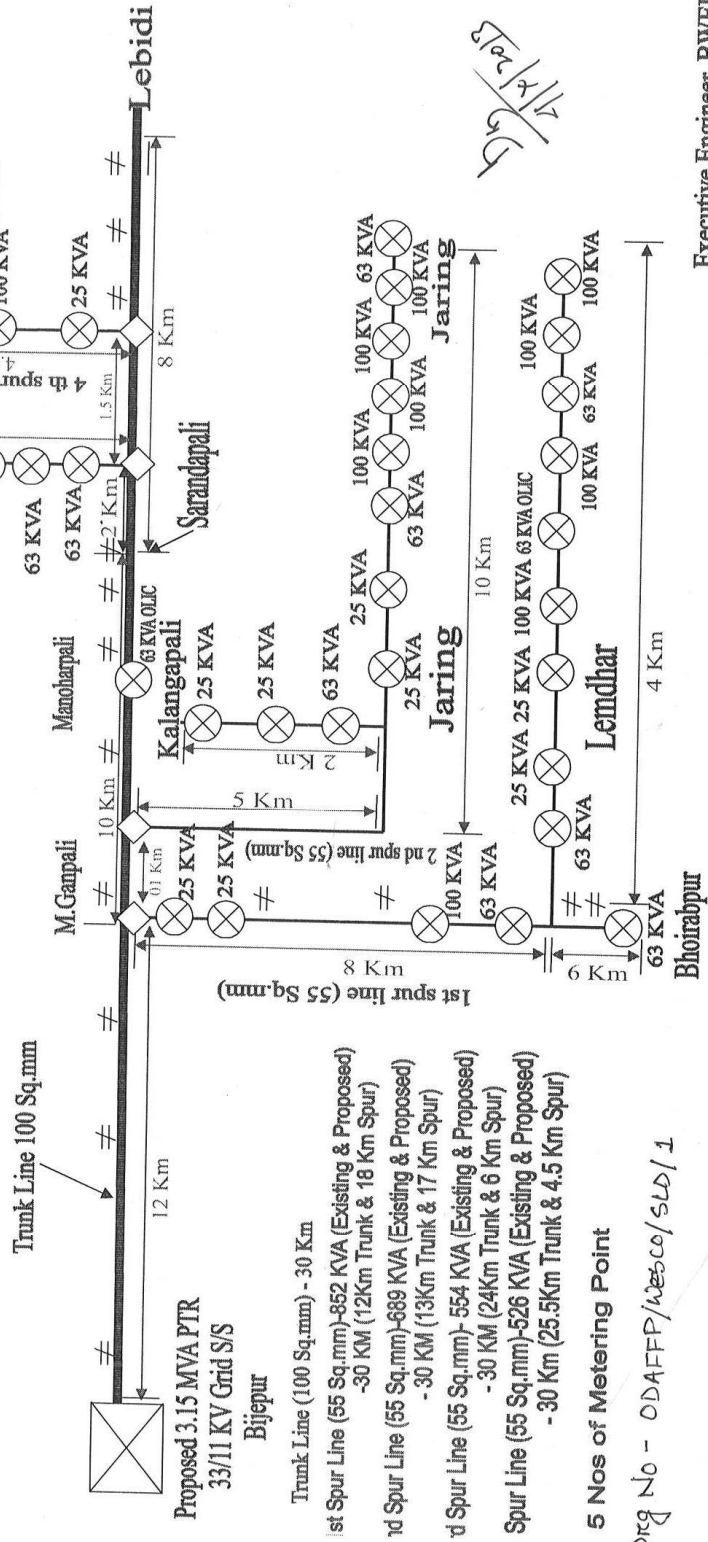 Trunk Line 100 Sq.mm
12 Km
Proposed 3.15 MVA PTR
33/11 KV Grid S/S
Bijepur
M.Ganpali
10 Km
01 Km
Manoharpali
63 KVA OLIC
2 Km
Sarandapali
1.5 Km
8 Km
Lebidi
63 KVA
63 KVA
4 th spur
100 KVA
25 KVA
1st spur line (55 Sq.mm)
8 Km
6 Km
25 KVA
25 KVA
100 KVA
63 KVA
63 KVA
Bhoirabpur
2 nd spur line (55 Sq.mm)
5 Km
Kalangapali
2 Km
25 KVA
25 KVA
63 KVA
25 KVA
25 KVA
63 KVA
100 KVA
100 KVA
100 KVA
100 KVA
63 KVA
Jaring
Jaring
10 Km
63 KVA
25 KVA
25 KVA
100 KVA
63 KVA OLIC
100 KVA
63 KVA
100 KVA
100 KVA
Lemdhar
4 Km
Trunk Line (100 Sq.mm) - 30 Km
st Spur Line (55 Sq.mm)-852 KVA (Existing & Proposed)
-30 KM (12Km Trunk & 18 Km Spur)
nd Spur Line (55 Sq.mm)-689 KVA (Existing & Proposed)
- 30 KM (13Km Trunk & 17 Km Spur)
rd Spur Line (55 Sq.mm)- 554 KVA (Existing & Proposed)
- 30 KM (24Km Trunk & 6 Km Spur)
Spur Line (55 Sq.mm)-526 KVA (Existing & Proposed)
- 30 Km (25.5Km Trunk & 4.5 Km Spur)
5 Nos of Metering Point
No - ODAFFP/WESCO/SLD/1
Executive Engineer